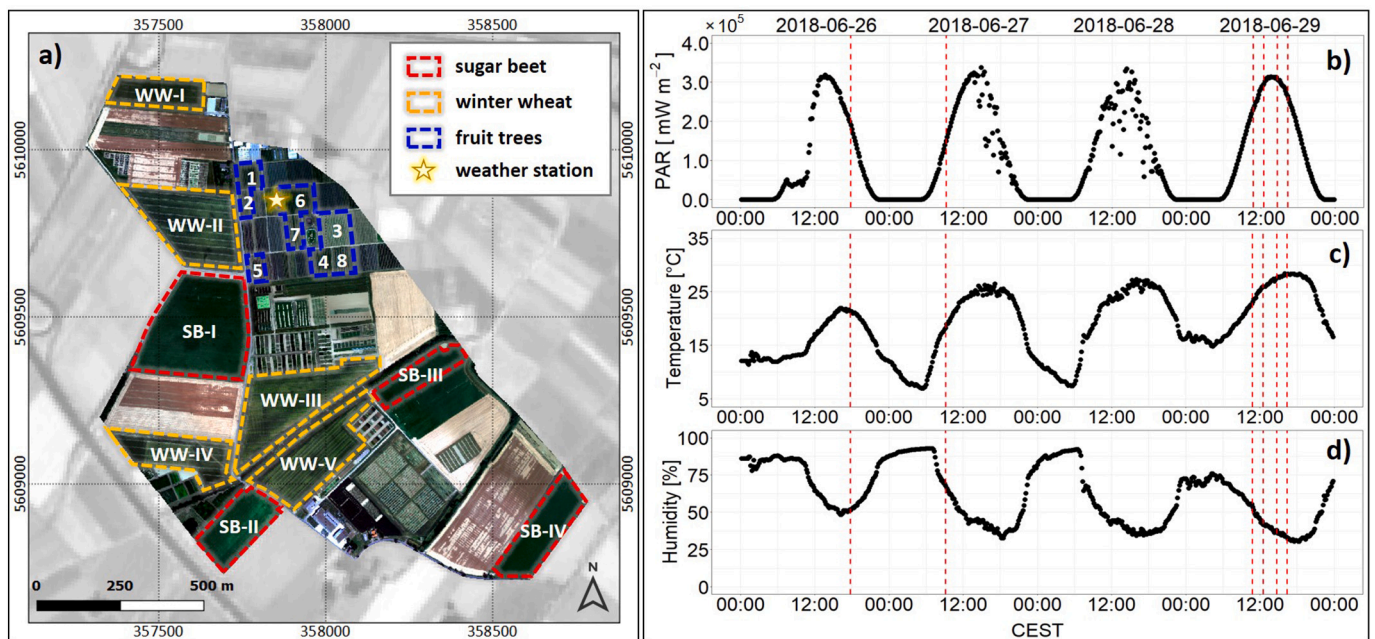 357500 358000 358500
a)
sugar beet
winter wheat
fruit trees
weather station
5610000
5609500
5609000
5610000
5609500
5609000
WW-I
WW-II
1
2
6
7
3
5
4
8
SB-I
WW-III
SB-III
WW-IV
WW-V
SB-II
SB-IV
0 250 500 m
N
357500 358000 358500
× 10⁵ 2018-06-26 2018-06-27 2018-06-28 2018-06-29
b)
PAR [ mW m⁻² ]
4.0
3.0
2.0
1.0
0
00:00 12:00 00:00 12:00 00:00 12:00 00:00 12:00 00:00
c)
Temperature [°C]
35
25
15
5
00:00 12:00 00:00 12:00 00:00 12:00 00:00 12:00 00:00
d)
Humidity [%]
100
75
50
25
0
00:00 12:00 00:00 12:00 00:00 12:00 00:00 12:00 00:00
CEST